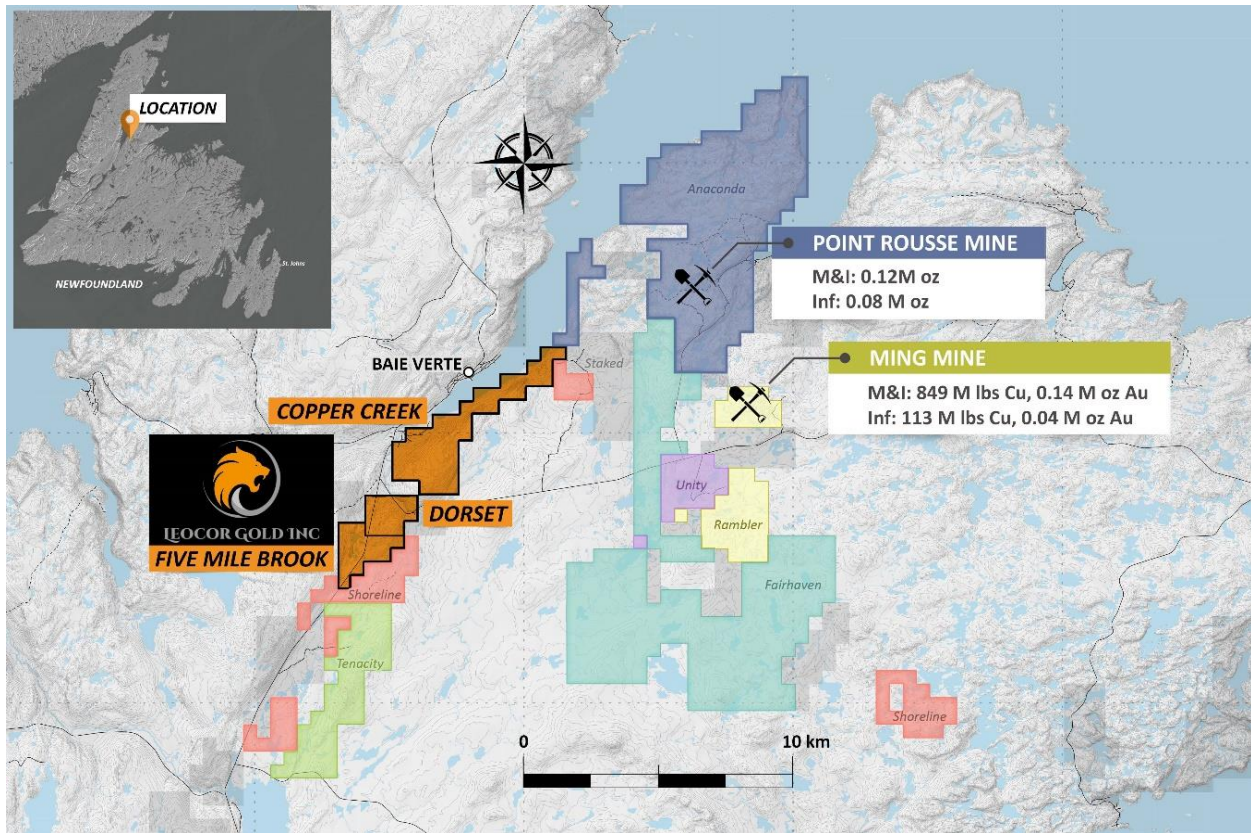 LOCATION
St. Johns
NEWFOUNDLAND
Anaconda
POINT ROUSSE MINE
M&I: 0.12M oz
Inf: 0.08 M oz
Staked
BAIE VERTE
MING MINE
M&I: 849 M lbs Cu, 0.14 M oz Au
Inf: 113 M lbs Cu, 0.04 M oz Au
COPPER CREEK
LEOCOR GOLD INC
FIVE MILE BROOK
DORSET
Unity
Rambler
Shoreline
Fairhaven
Tenacity
Shoreline
0
10 km